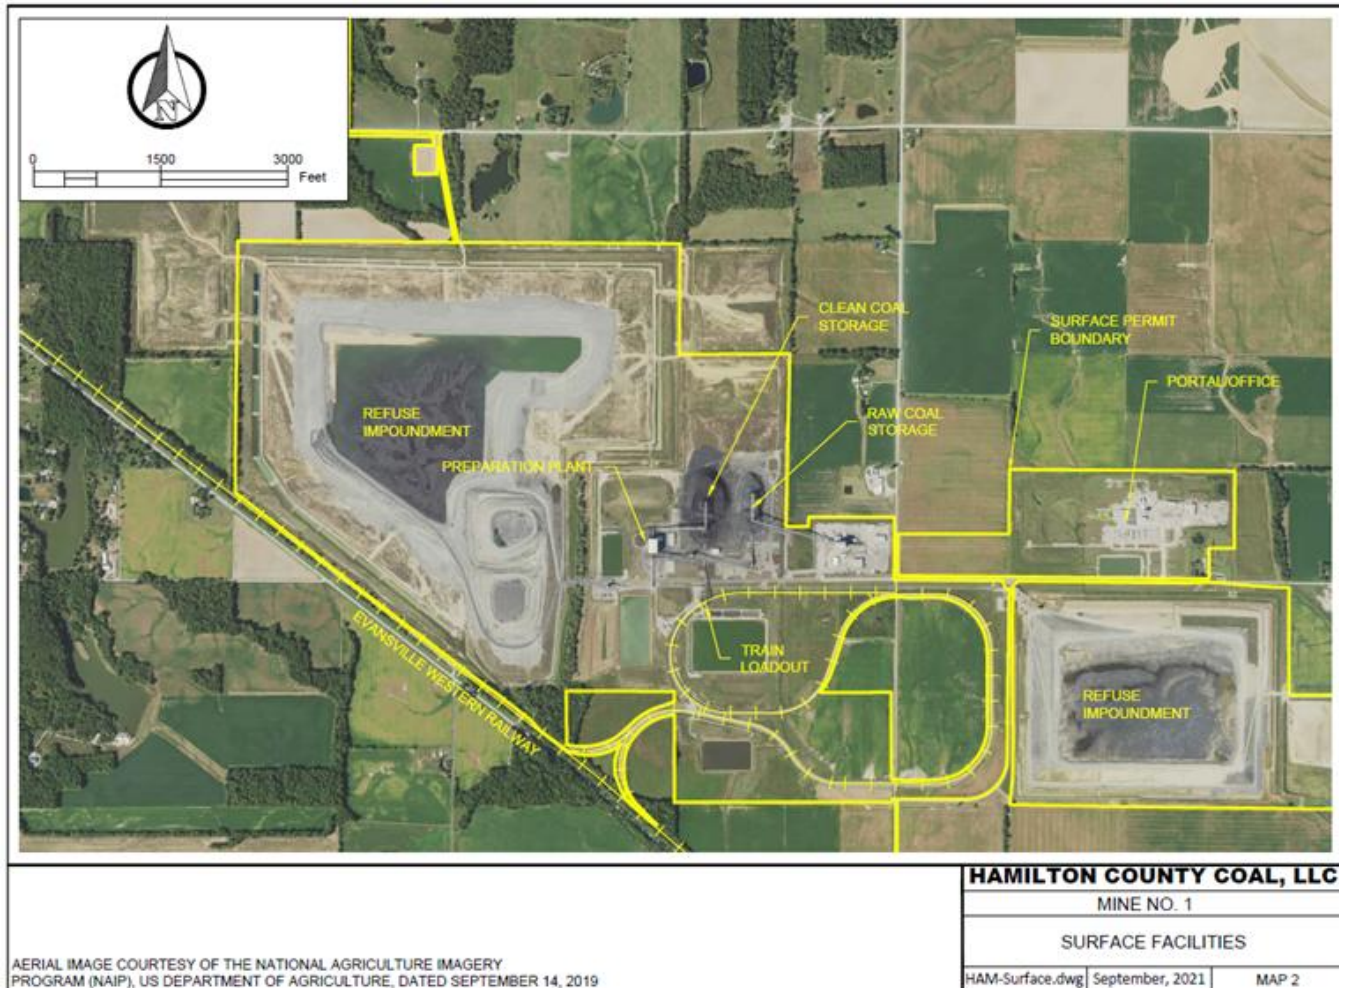 N
0 1500 3000
Feet
CLEAN COAL
STORAGE
SURFACE PERMIT
BOUNDARY
PORTAL/OFFICE
REFUSE
IMPOUNDMENT
RAW COAL
STORAGE
PREPARATION PLANT
EVANSVILLE WESTERN RAILWAY
TRAIN
LOADOUT
REFUSE
IMPOUNDMENT
HAMILTON COUNTY COAL, LLC
MINE NO. 1
SURFACE FACILITIES
AERIAL IMAGE COURTESY OF THE NATIONAL AGRICULTURE IMAGERY
PROGRAM (NAIP), US DEPARTMENT OF AGRICULTURE, DATED SEPTEMBER 14, 2019
HAM-Surface.dwg September, 2021 MAP 2